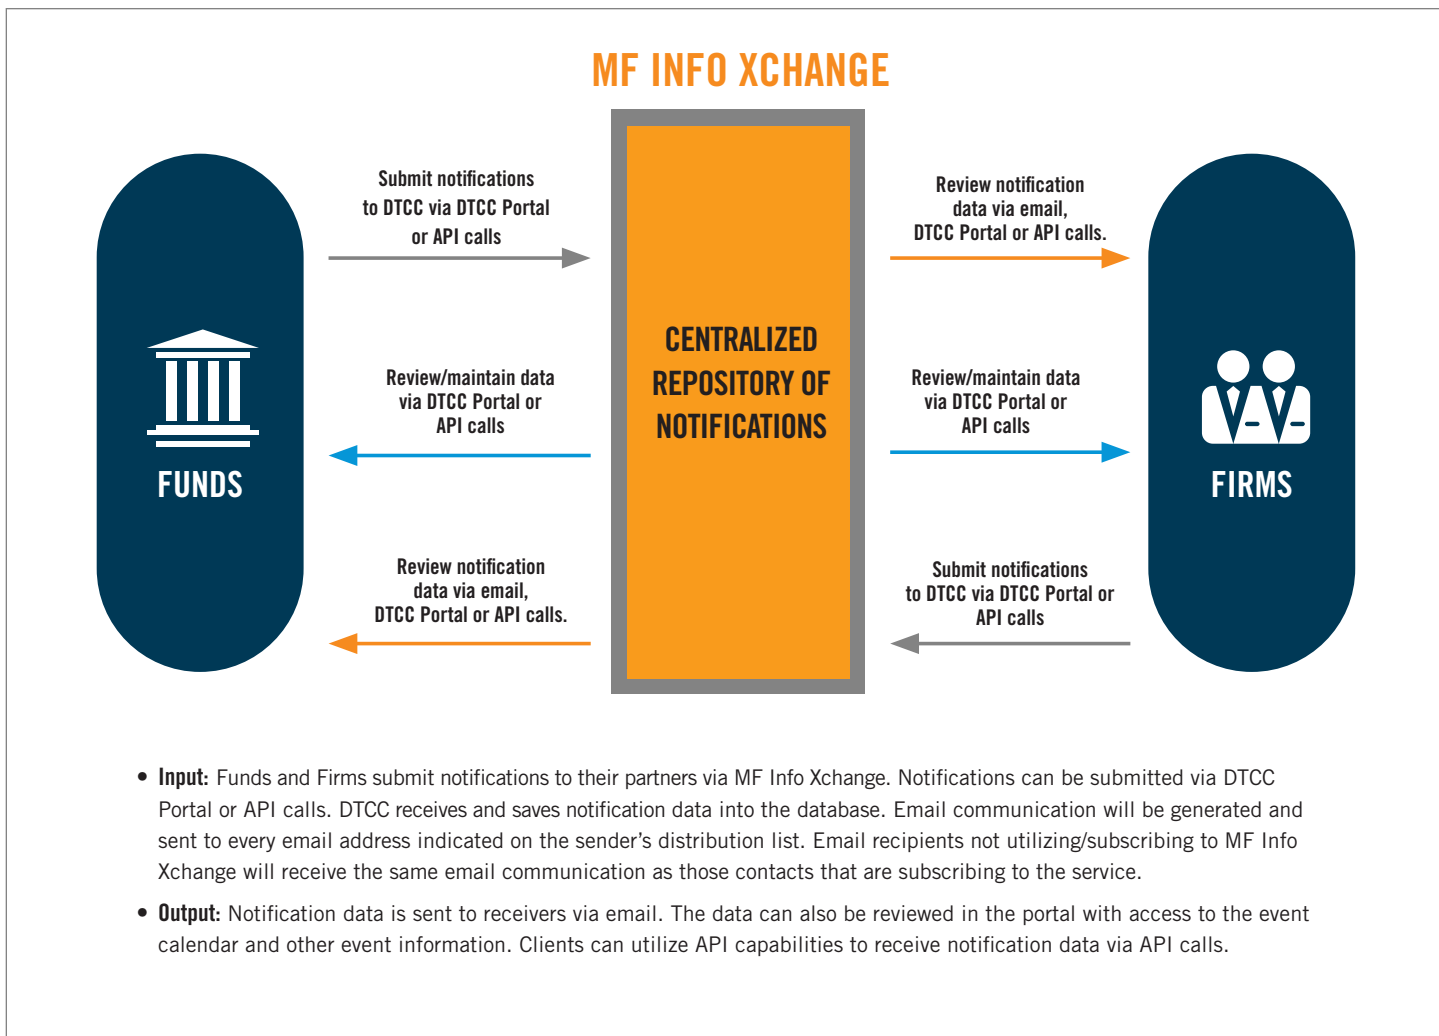 MF INFO XCHANGE
Submit notifications
to DTCC via DTCC Portal
or API calls
Review notification
data via email,
DTCC Portal or API calls.
CENTRALIZED
REPOSITORY OF
NOTIFICATIONS
Review/maintain data
via DTCC Portal or
API calls
Review/maintain data
via DTCC Portal or
API calls
FUNDS
FIRMS
Review notification
data via email,
DTCC Portal or API calls.
Submit notifications
to DTCC via DTCC Portal or
API calls
• Input: Funds and Firms submit notifications to their partners via MF Info Xchange. Notifications can be submitted via DTCC
Portal or API calls. DTCC receives and saves notification data into the database. Email communication will be generated and
sent to every email address indicated on the sender’s distribution list. Email recipients not utilizing/subscribing to MF Info
Xchange will receive the same email communication as those contacts that are subscribing to the service.
• Output: Notification data is sent to receivers via email. The data can also be reviewed in the portal with access to the event
calendar and other event information. Clients can utilize API capabilities to receive notification data via API calls.